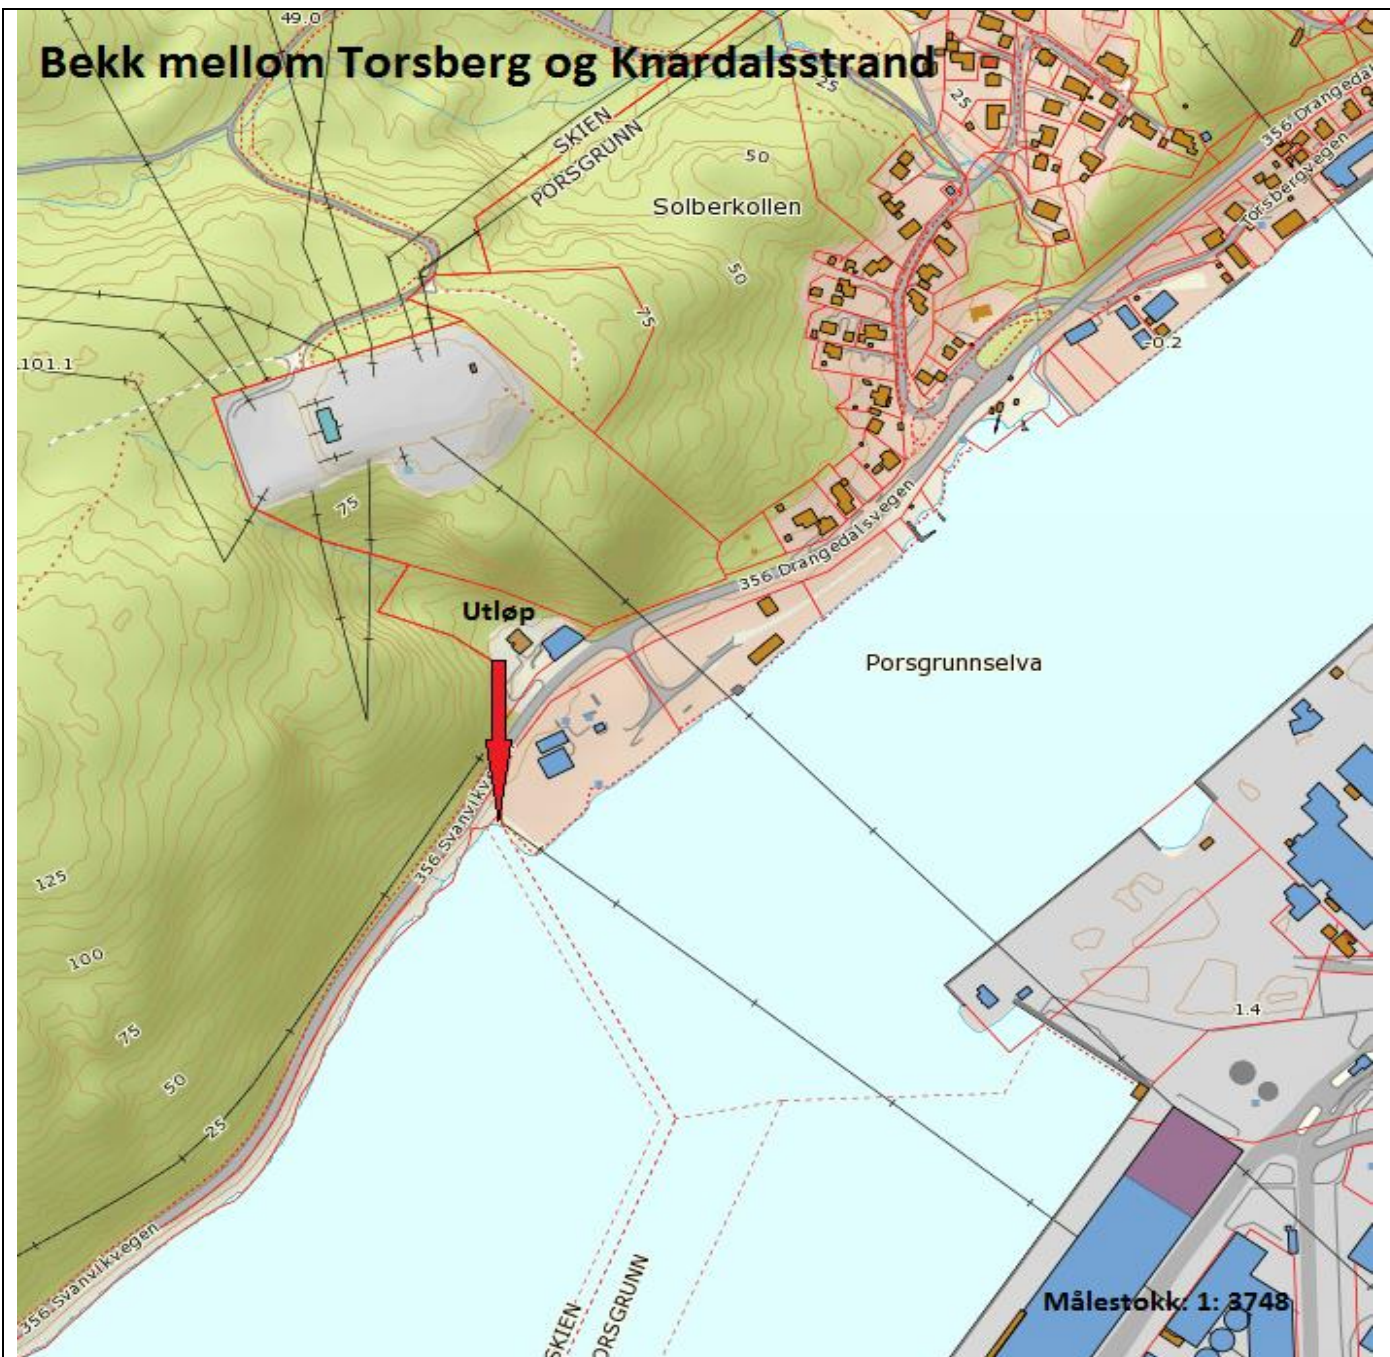 49.0
Bekk mellom Torsberg og Knardalsstrand
25
25
SKIEN
PORSGRUNN
50
356 Drangedal
Torsbergvegen
Solberkollen
50
75
-0.2
101.1
75
356 Drangedalsvegen
Utløp
Porsgrunnselva
356 Svanvikv
125
100
1.4
75
50
25
356 Svanvikvegen
SKIEN
ORSGRUNN
Målestokk: 1: 3748